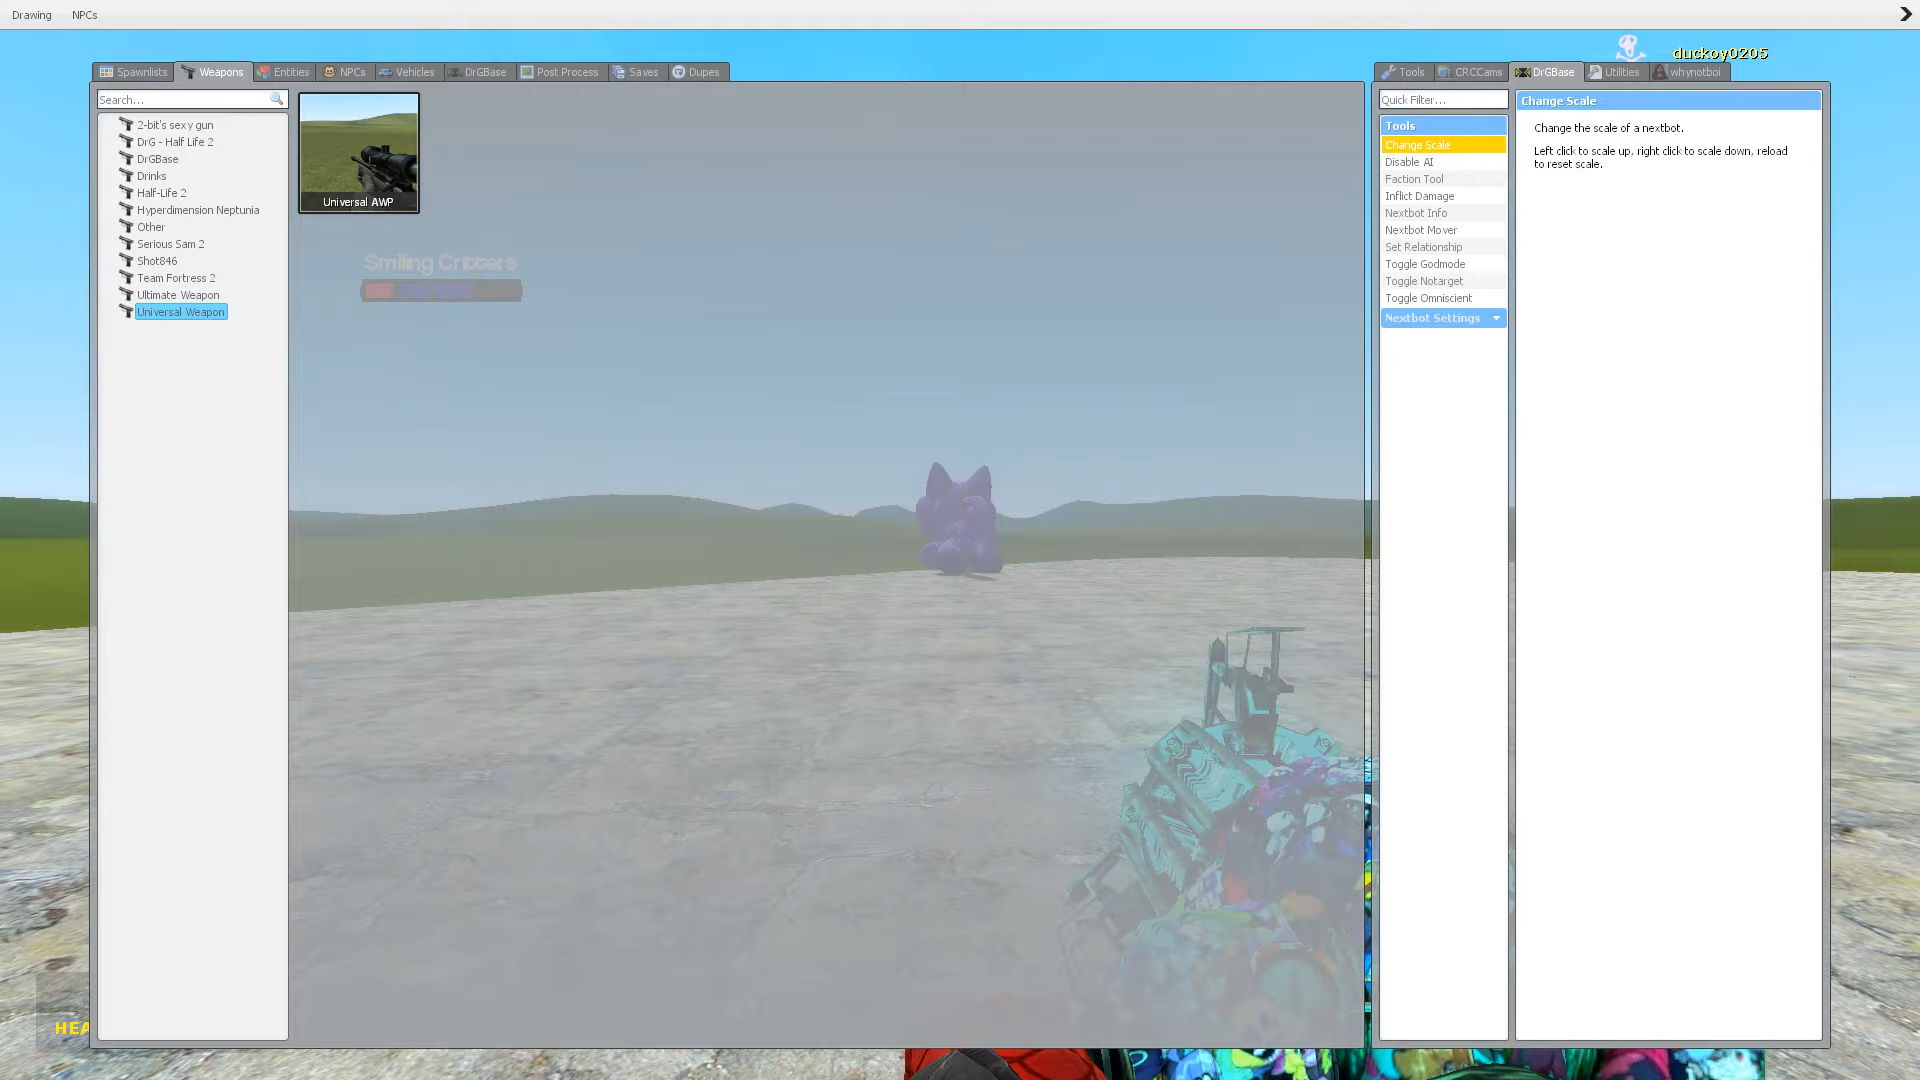 Drawing NPCs
duckoy0205
Spawnlists Weapons Entities NPCs Vehicles DrGBase Post Process Saves Dupes
Tools CRCCams DrGBase Utilities whynotboi
Search...
2-bit's sexy gun
DrG - Half Life 2
DrGBase
Drinks
Half-Life 2
Hyperdimension Neptunia
Other
Serious Sam 2
Shot846
Team Fortress 2
Ultimate Weapon
Universal Weapon
Universal AWP
Smiling Critters
Quick Filter...
Tools
Change Scale
Disable AI
Faction Tool
Inflict Damage
Nextbot Info
Nextbot Mover
Set Relationship
Toggle Godmode
Toggle Notarget
Toggle Omniscient
Nextbot Settings
Change Scale
Change the scale of a nextbot.
Left click to scale up, right click to scale down, reload
to reset scale.
HEA